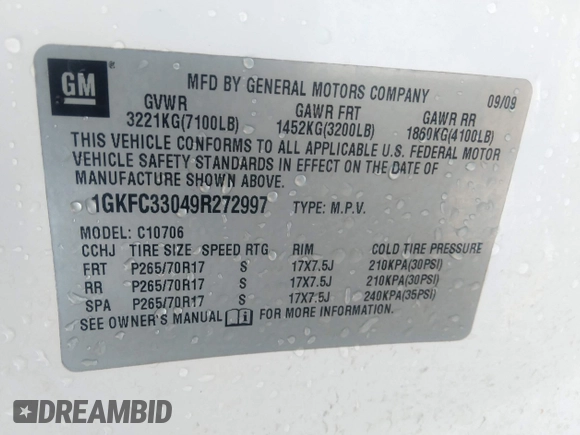 GM
MFD BY GENERAL MOTORS COMPANY 09/09
GVWR GAWR FRT GAWR RR
3221KG(7100LB) 1452KG(3200LB) 1860KG(4100LB)
THIS VEHICLE CONFORMS TO ALL APPLICABLE U.S. FEDERAL MOTOR
VEHICLE SAFETY STANDARDS IN EFFECT ON THE DATE OF
MANUFACTURE SHOWN ABOVE.
1GKFC33049R272997 TYPE: M.P.V.
MODEL: C10706
CCHJ TIRE SIZE SPEED RTG RIM COLD TIRE PRESSURE
FRT P265/70R17 S 17X7.5J 210KPA(30PSI)
RR P265/70R17 S 17X7.5J 210KPA(30PSI)
SPA P265/70R17 S 17X7.5J 240KPA(35PSI)
SEE OWNER'S MANUAL FOR MORE INFORMATION.
DREAMBID